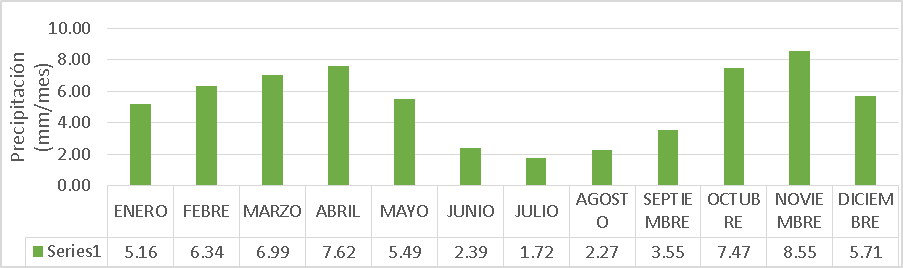 Precipitación
(mm/mes)
10.00
8.00
6.00
4.00
2.00
0.00
ENERO FEBRE MARZO ABRIL MAYO JUNIO JULIO AGOST SEPTIE OCTUB NOVIE DICIEM
O MBRE RE MBRE BRE
Series1 5.16 6.34 6.99 7.62 5.49 2.39 1.72 2.27 3.55 7.47 8.55 5.71